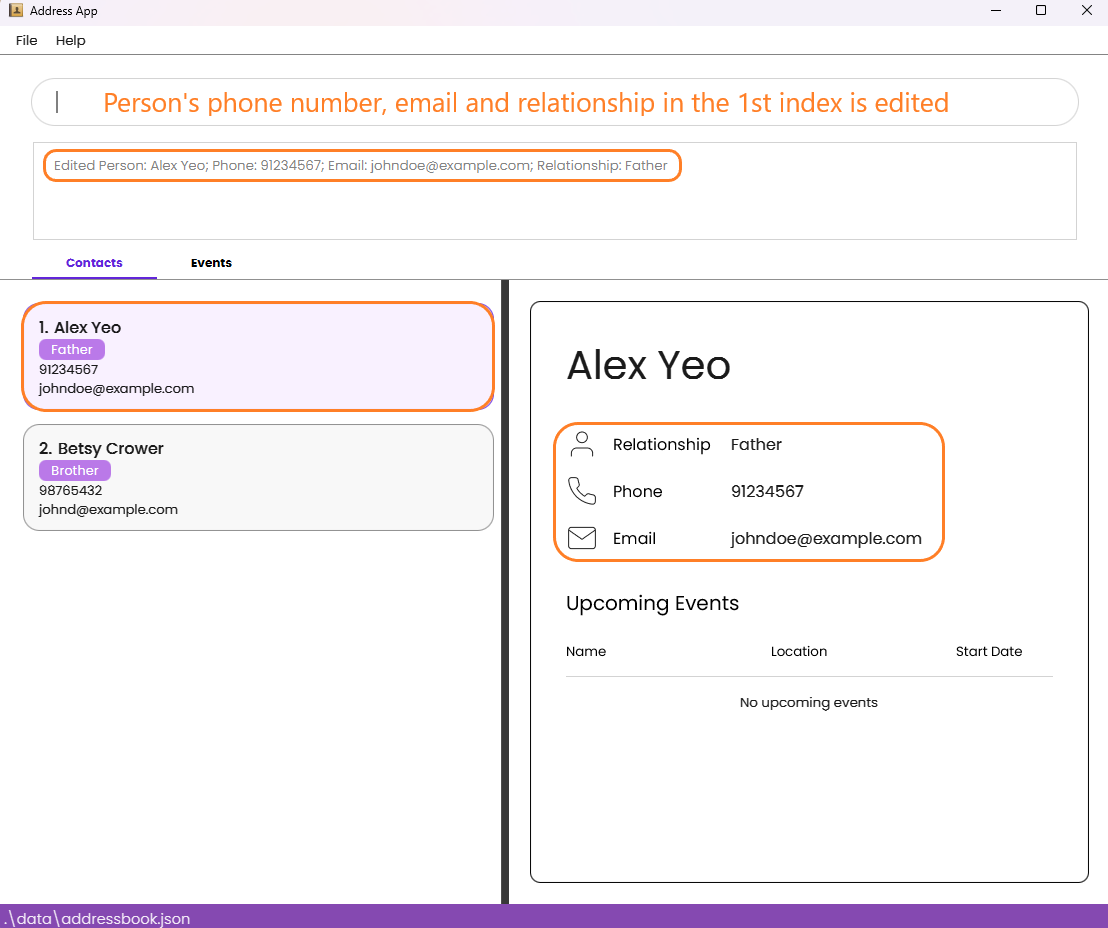 Address App
File Help
Person's phone number, email and relationship in the 1st index is edited
Edited Person: Alex Yeo; Phone: 91234567; Email: johndoe@example.com; Relationship: Father
Contacts Events
1. Alex Yeo
Father
91234567
johndoe@example.com
2. Betsy Crower
Brother
98765432
johnd@example.com
Alex Yeo
Relationship Father
Phone 91234567
Email johndoe@example.com
Upcoming Events
Name Location Start Date
No upcoming events
.\data\addressbook.json